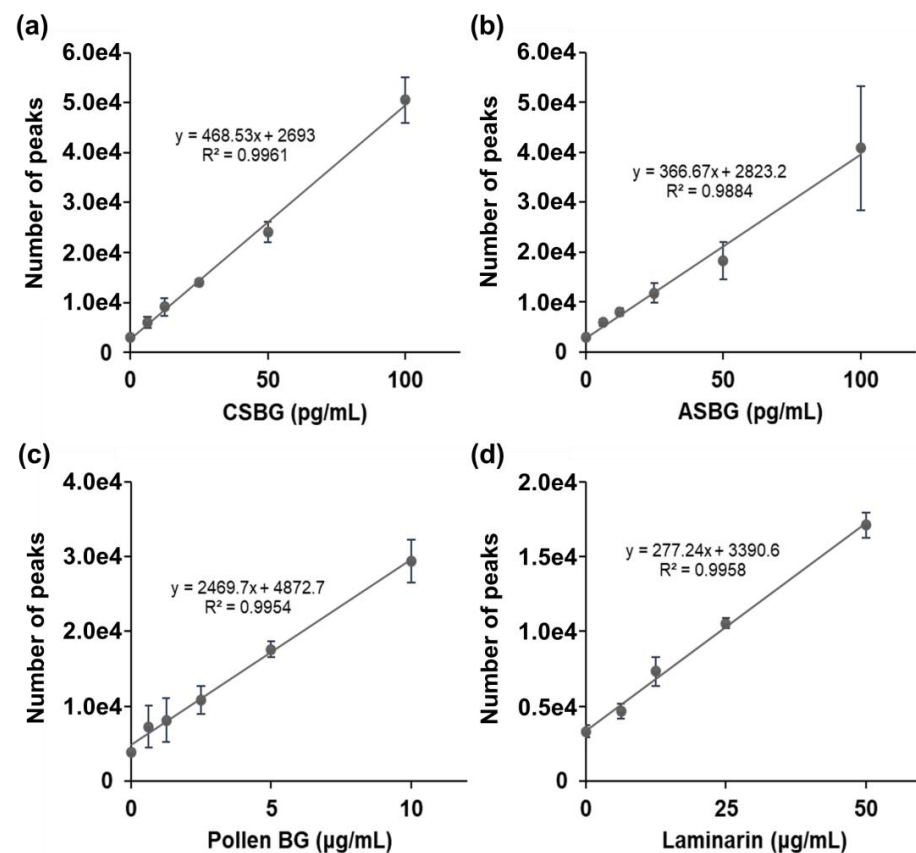 (a)
6.0e4
5.0e4
4.0e4
3.0e4
2.0e4
1.0e4
0
Number of peaks
y = 468.53x + 2693
R² = 0.9961
0 50 100
CSBG (pg/mL)
(b)
6.0e4
5.0e4
4.0e4
3.0e4
2.0e4
1.0e4
0
Number of peaks
y = 366.67x + 2823.2
R² = 0.9884
0 50 100
ASBG (pg/mL)
(c)
4.0e4
3.0e4
2.0e4
1.0e4
0
Number of peaks
y = 2469.7x + 4872.7
R² = 0.9954
0 5 10
Pollen BG (μg/mL)
(d)
2.0e4
1.5e4
1.0e4
0.5e4
0
Number of peaks
y = 277.24x + 3390.6
R² = 0.9958
0 25 50
Laminarin (μg/mL)